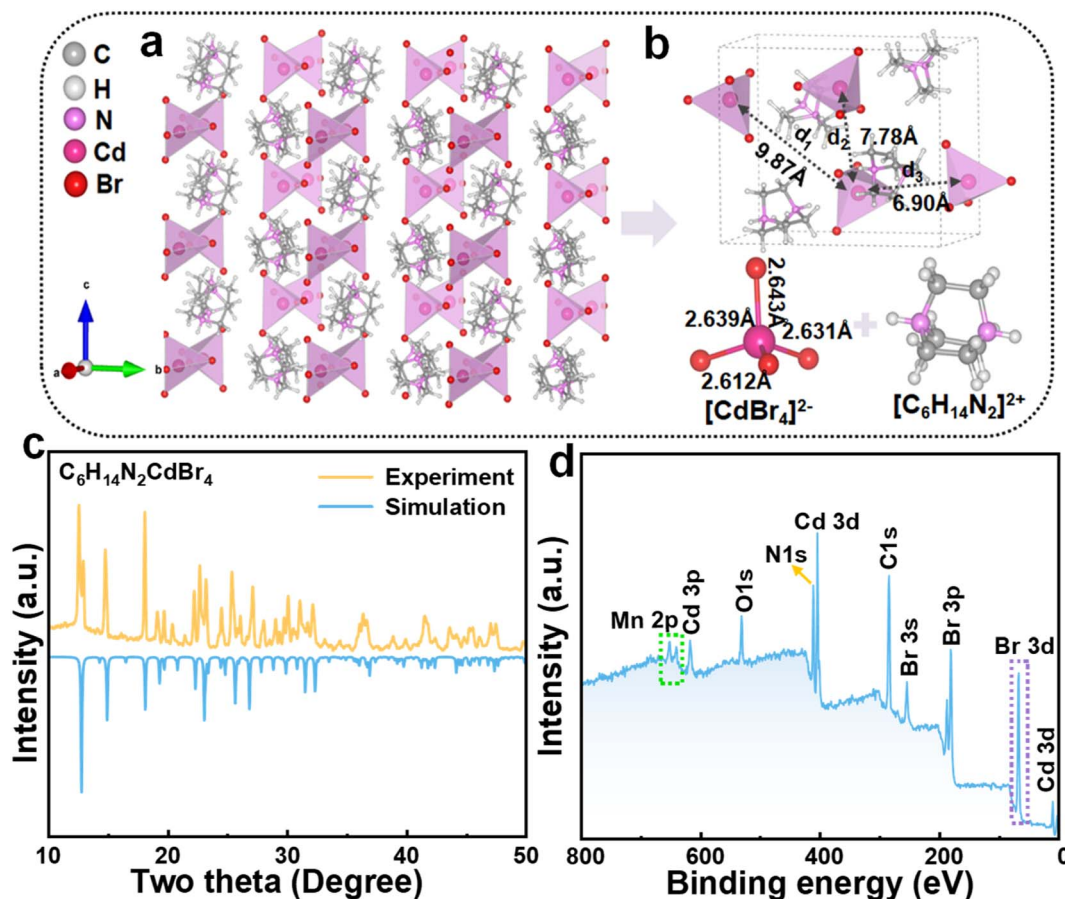 a
b
C
H
N
Cd
Br
c
a
b
d₁
9.87Å
d₂
7.78Å
d₃
6.90Å
2.643Å
2.639Å
2.631Å
2.612Å
+
[CdBr₄]²⁻
[C₆H₁₄N₂]²⁺
c
C₆H₁₄N₂CdBr₄
Experiment
Simulation
Intensity (a.u.)
10 20 30 40 50
Two theta (Degree)
d
Mn 2p
Cd 3p
O1s
N1s
Cd 3d
C1s
Br 3s
Br 3p
Br 3d
Cd 3d
Intensity (a.u.)
800 600 400 200 0
Binding energy (eV)